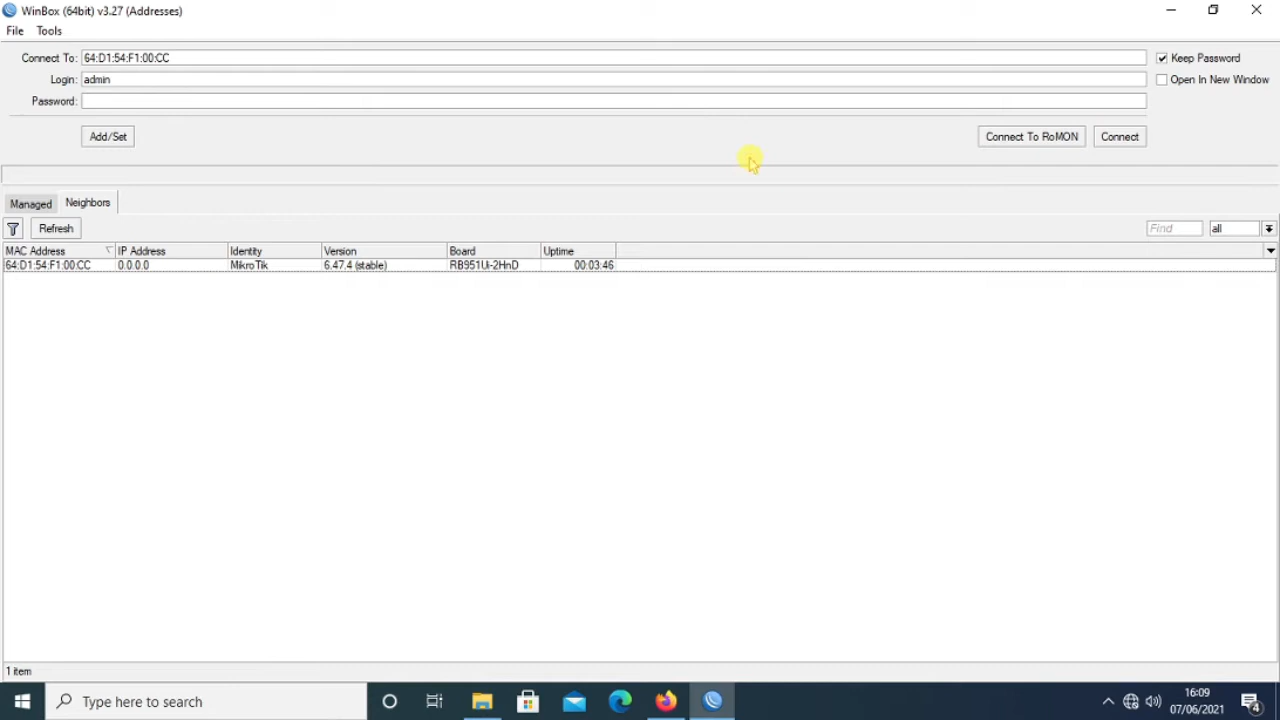 WinBox (64bit) v3.27 (Addresses)
File Tools
Connect To: 64:D1:54:F1:00:CC
Keep Password
Login: admin
Open In New Window
Password:
Add/Set
Connect To RoMON
Connect
Managed
Neighbors
Refresh
Find
all
MAC Address IP Address Identity Version Board Uptime
64:D1:54:F1:00:CC 0.0.0.0 MikroTik 6.47.4 (stable) RB951Ui-2HnD 00:03:46
1 item
Type here to search
16:09
07/06/2021
4